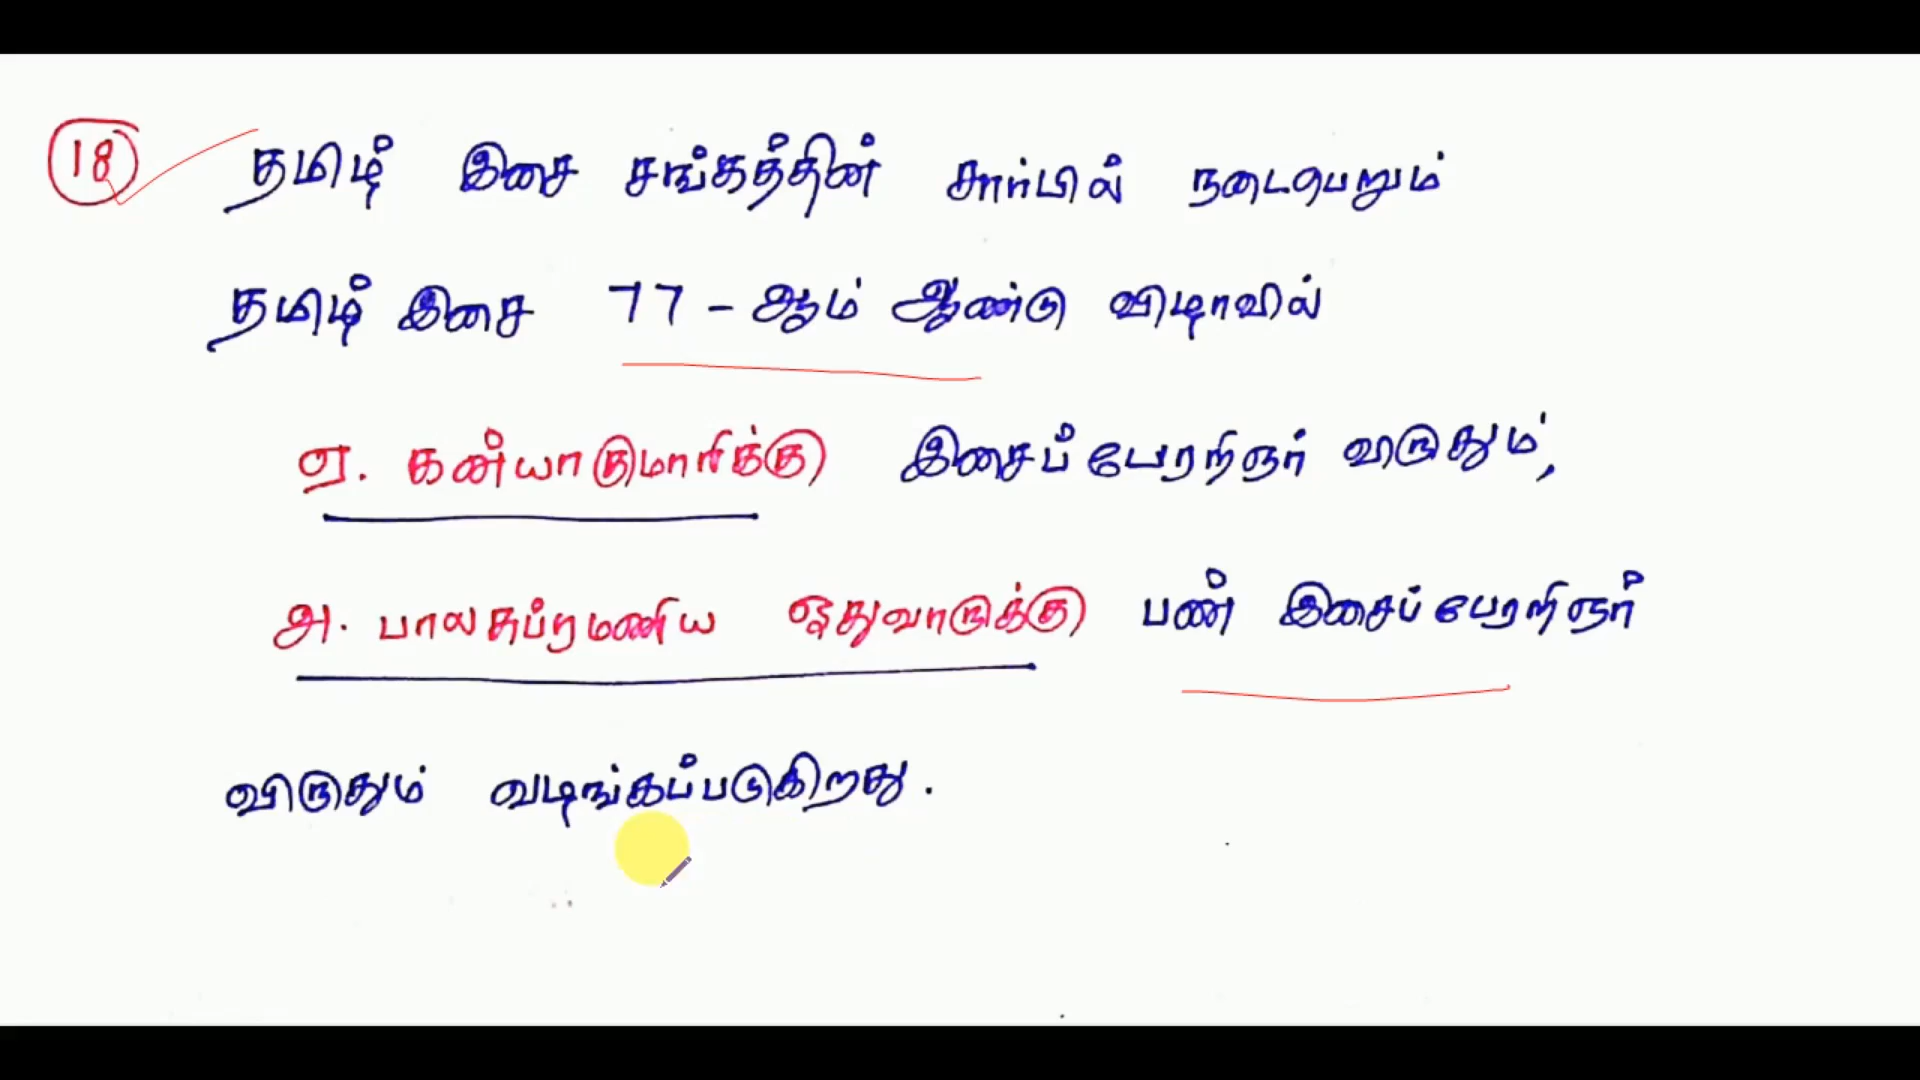 18 தமிழ் இசை சங்கத்தின் சார்பில் நடைபெறும்
தமிழ் இசை 77 - ஆம் ஆண்டு விழாவில்
ஏ. கன்யாகுமாரிக்கு இசைப்பேரறிஞர் விருதும்,
அ. பாலசுப்ரமணிய ஓதுவாருக்கு பண் இசைப்பேரறிஞர்
விருதும் வழங்கப்படுகிறது.